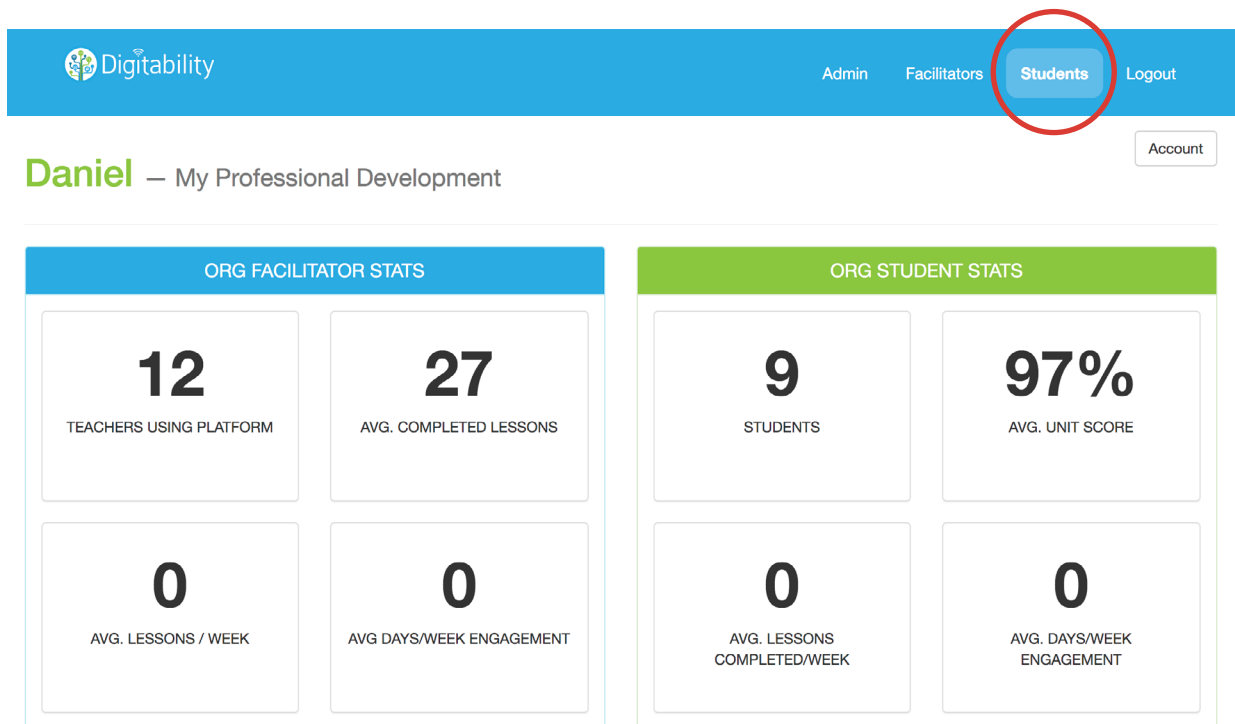 Digitability
Admin Facilitators Students Logout
Account
Daniel — My Professional Development
ORG FACILITATOR STATS
12
TEACHERS USING PLATFORM
27
AVG. COMPLETED LESSONS
0
AVG. LESSONS / WEEK
0
AVG DAYS/WEEK ENGAGEMENT
ORG STUDENT STATS
9
STUDENTS
97%
AVG. UNIT SCORE
0
AVG. LESSONS
COMPLETED/WEEK
0
AVG. DAYS/WEEK
ENGAGEMENT